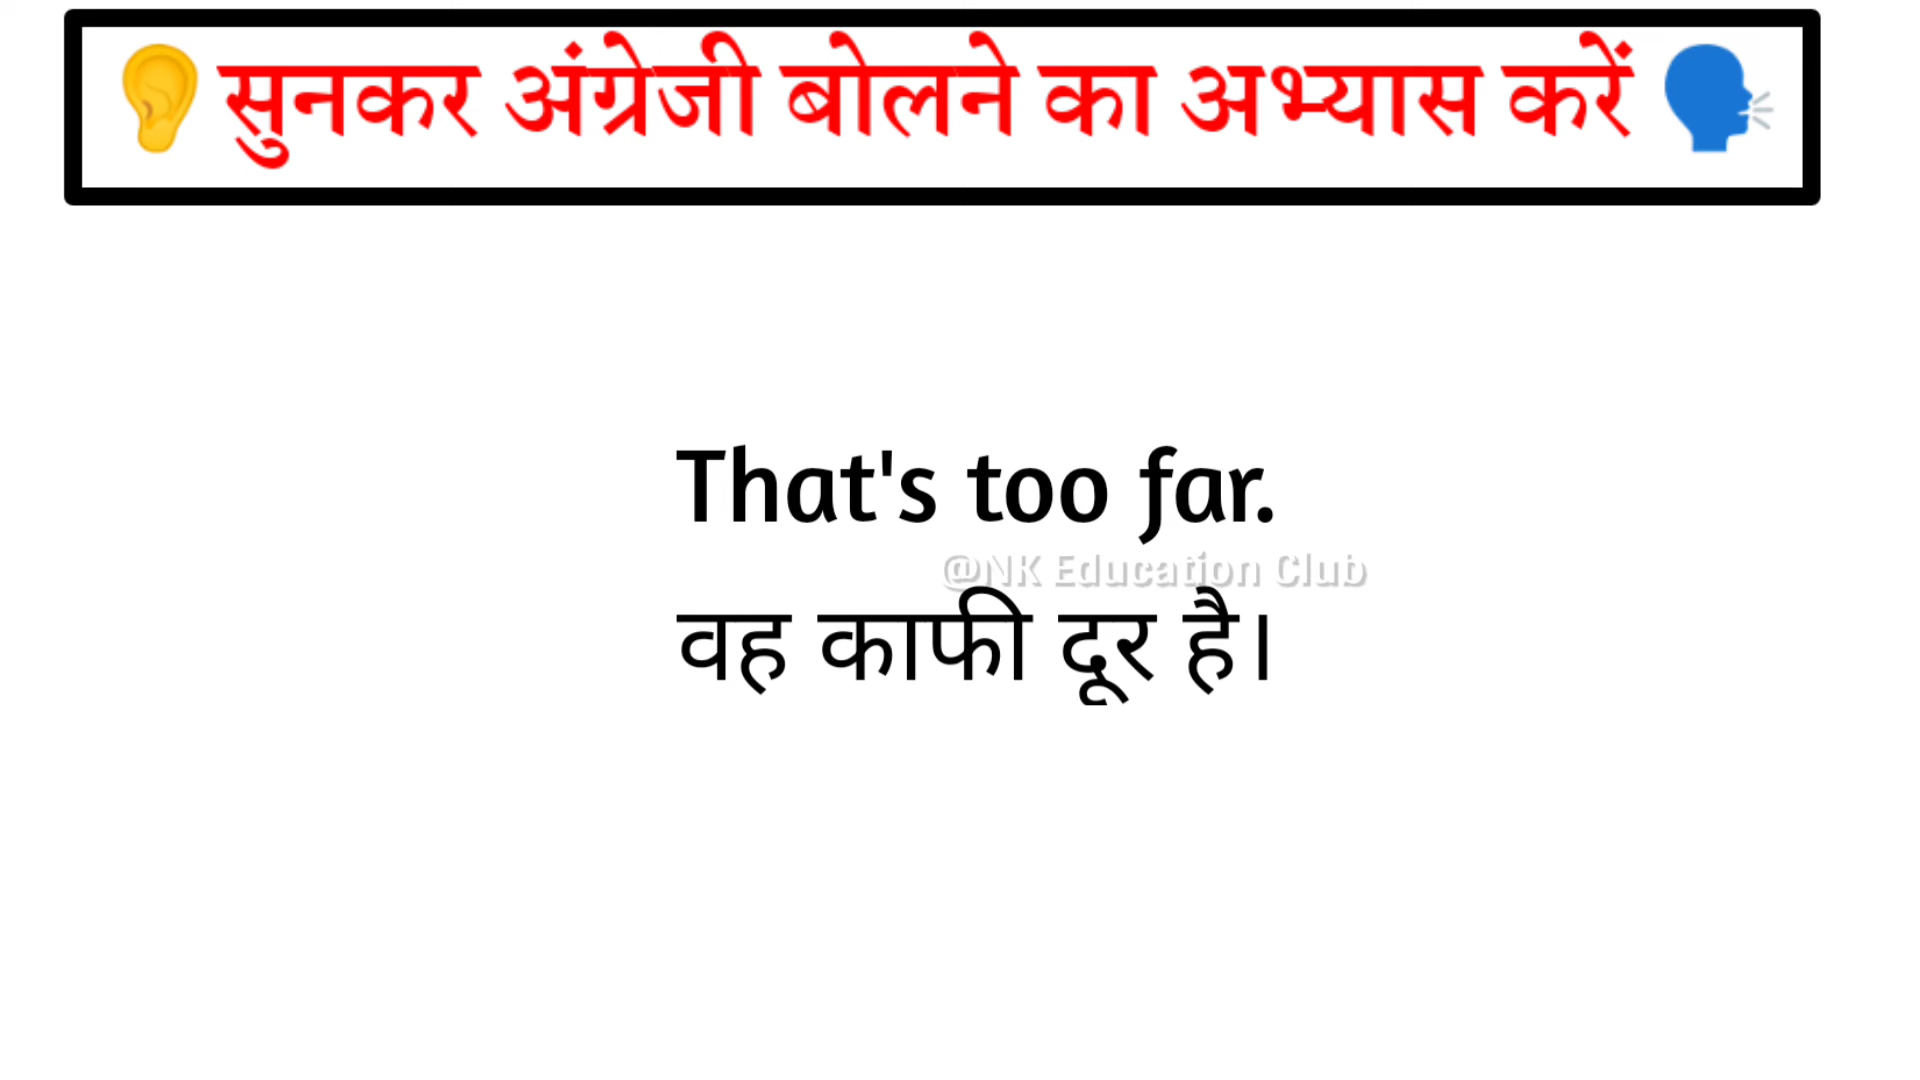 सुनकर अंग्रेजी बोलने का अभ्यास करें
That's too far.
@NK Education Club
वह काफी दूर है।